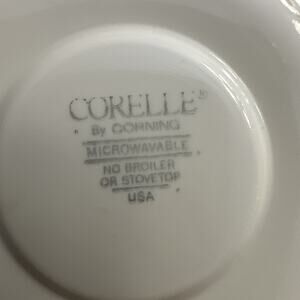 CORELLE®
By CORNING
MICROWAVABLE
NO BROILER
OR STOVETOP
USA